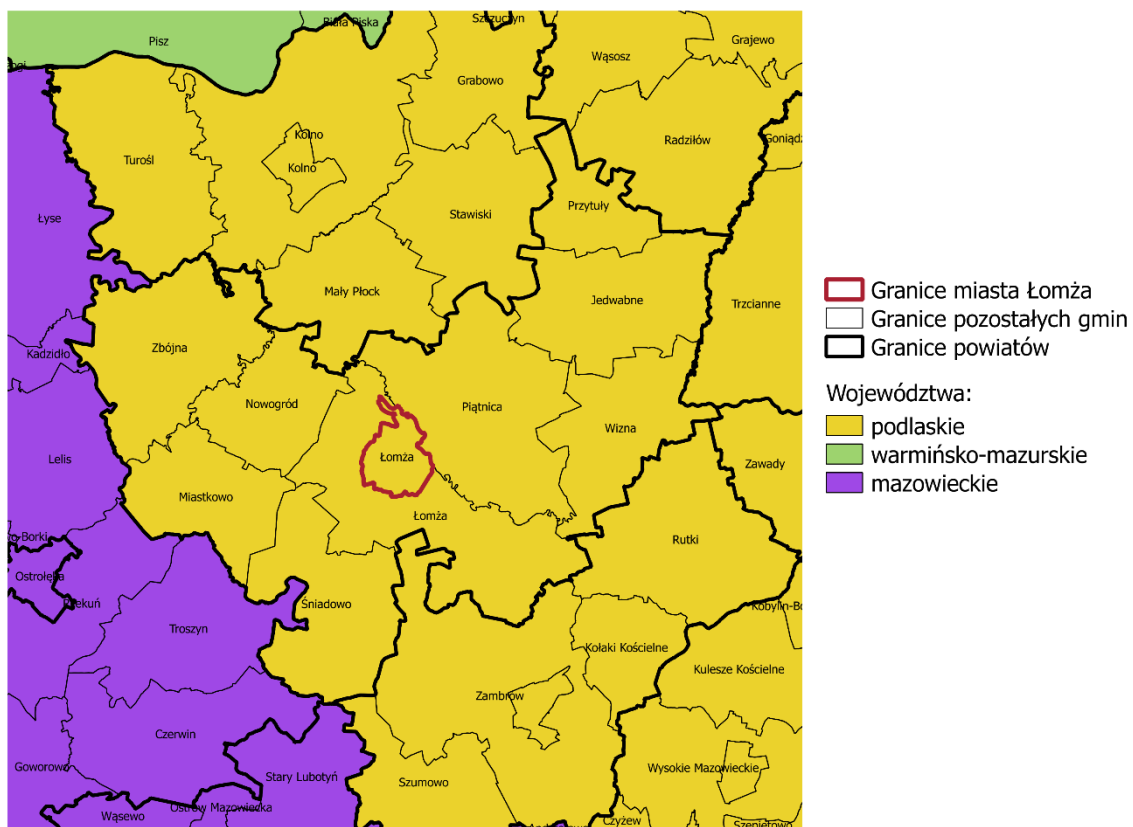 Pisz
Biała Piska
Szczuczyn
Grajewo
Wąsosz
Grabowo
Kolno
Radziłów
Goniądz
Turośl
Kolno
Przytuły
Łyse
Stawiski
Mały Płock
Jedwabne
Trzcianne
Zbójna
Kadzidło
Nowogród
Piątnica
Wizna
Lelis
Łomża
Zawady
Miastkowo
Łomża
Rutki
Ostrołęka
Śniadowo
Troszyn
Kołaki Kościelne
Kulesze Kościelne
Zambrów
Czerwin
Goworowo
Stary Lubotyń
Szumowo
Wysokie Mazowieckie
Ostrów Mazowiecka
Wąsewo
Czyżew
Szepietowo
Granice miasta Łomża
Granice pozostałych gmin
Granice powiatów
Województwa:
podlaskie
warmińsko-mazurskie
mazowieckie